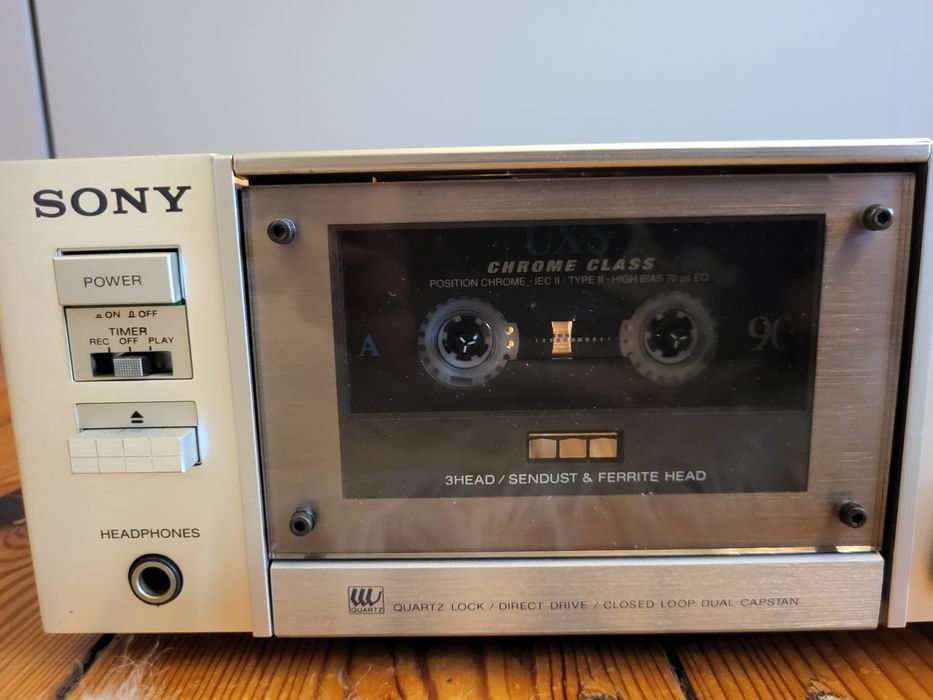 SONY
POWER
ON OFF
TIMER
REC OFF PLAY
HEADPHONES
UXS
CHROME CLASS
POSITION CHROME · IEC II / TYPE II · HIGH BIAS 70 µs EQ
A
90
3HEAD / SENDUST & FERRITE HEAD
QUARTZ
QUARTZ LOCK / DIRECT DRIVE / CLOSED LOOP DUAL CAPSTAN